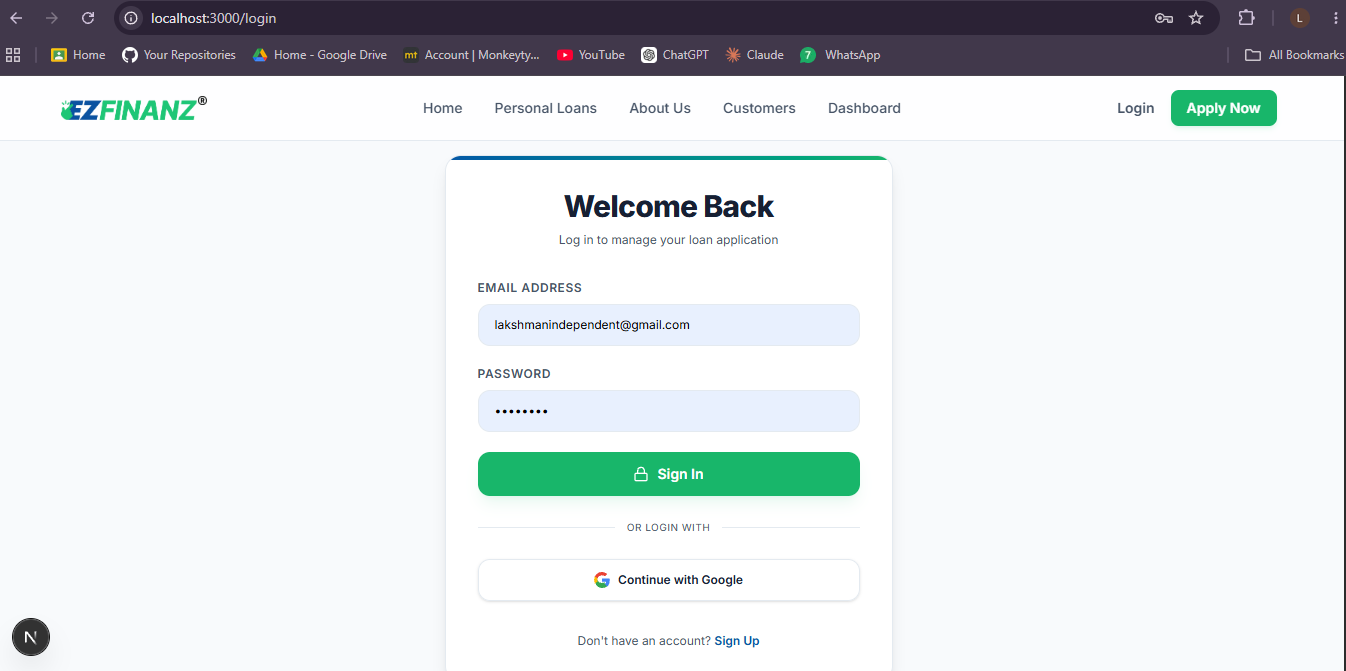 localhost:3000/login
L
Home Your Repositories Home - Google Drive mt Account | Monkeyty... YouTube ChatGPT Claude 7 WhatsApp All Bookmarks
EZFINANZ® Home Personal Loans About Us Customers Dashboard Login Apply Now
Welcome Back
Log in to manage your loan application
EMAIL ADDRESS
lakshmanindependent@gmail.com
PASSWORD
••••••••
Sign In
OR LOGIN WITH
G Continue with Google
N
Don't have an account? Sign Up